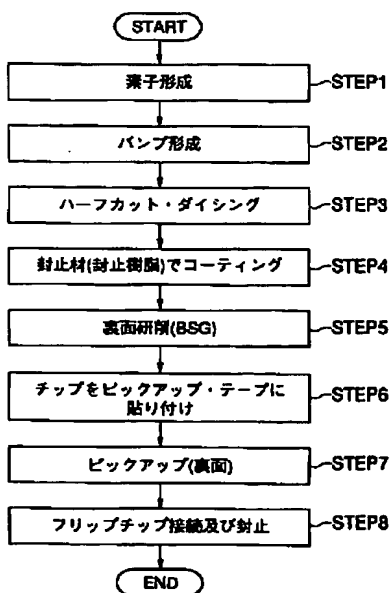 START
素子形成
STEP1
バンプ形成
STEP2
ハーフカット・ダイシング
STEP3
封止材(封止樹脂)でコーティング
STEP4
裏面研削(BSG)
STEP5
チップをピックアップ・テープに
貼り付け
STEP6
ピックアップ(裏面)
STEP7
フリップチップ接続及び封止
STEP8
END